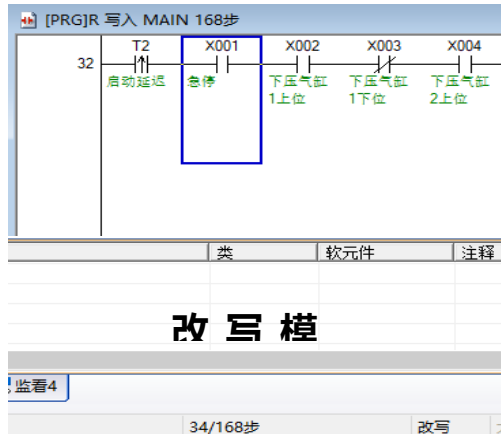 [PRG]R 写入 MAIN 168步
T2 X001 X002 X003 X004
32
启动延迟 急停 下压气缸 下压气缸 下压气缸
1上位 1下位 2上位
类 软元件 注释
改写模
监看4
34/168步 改写